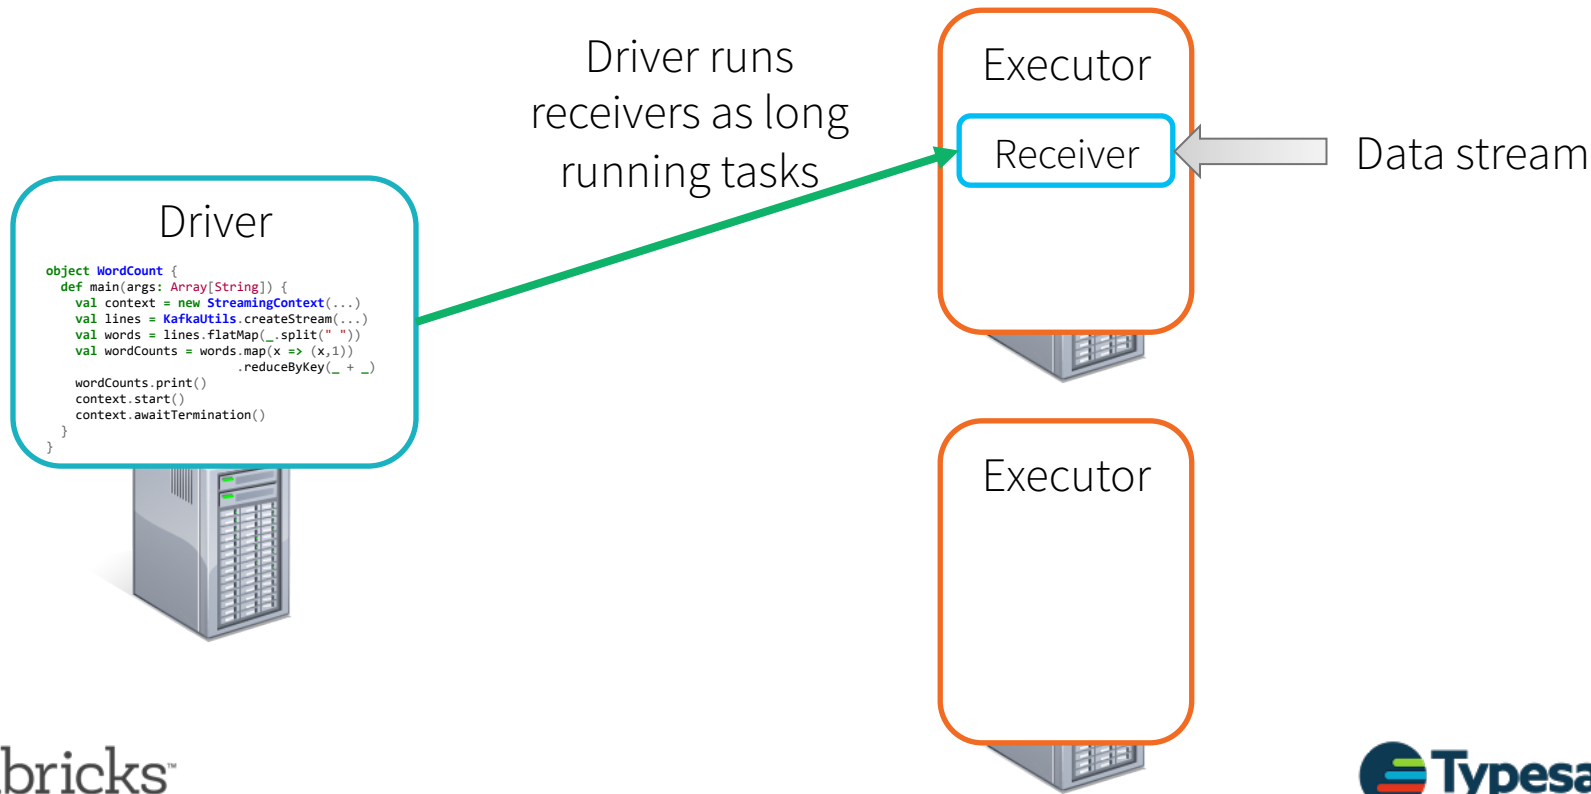 Driver runs
receivers as long
running tasks
Executor
Receiver
Data stream
Driver
object WordCount {
  def main(args: Array[String]) {
    val context = new StreamingContext(...)
    val lines = KafkaUtils.createStream(...)
    val words = lines.flatMap(_.split(" "))
    val wordCounts = words.map(x => (x,1))
                          .reduceByKey(_ + _)
    wordCounts.print()
    context.start()
    context.awaitTermination()
  }
}
Executor
bricks™
Typesa